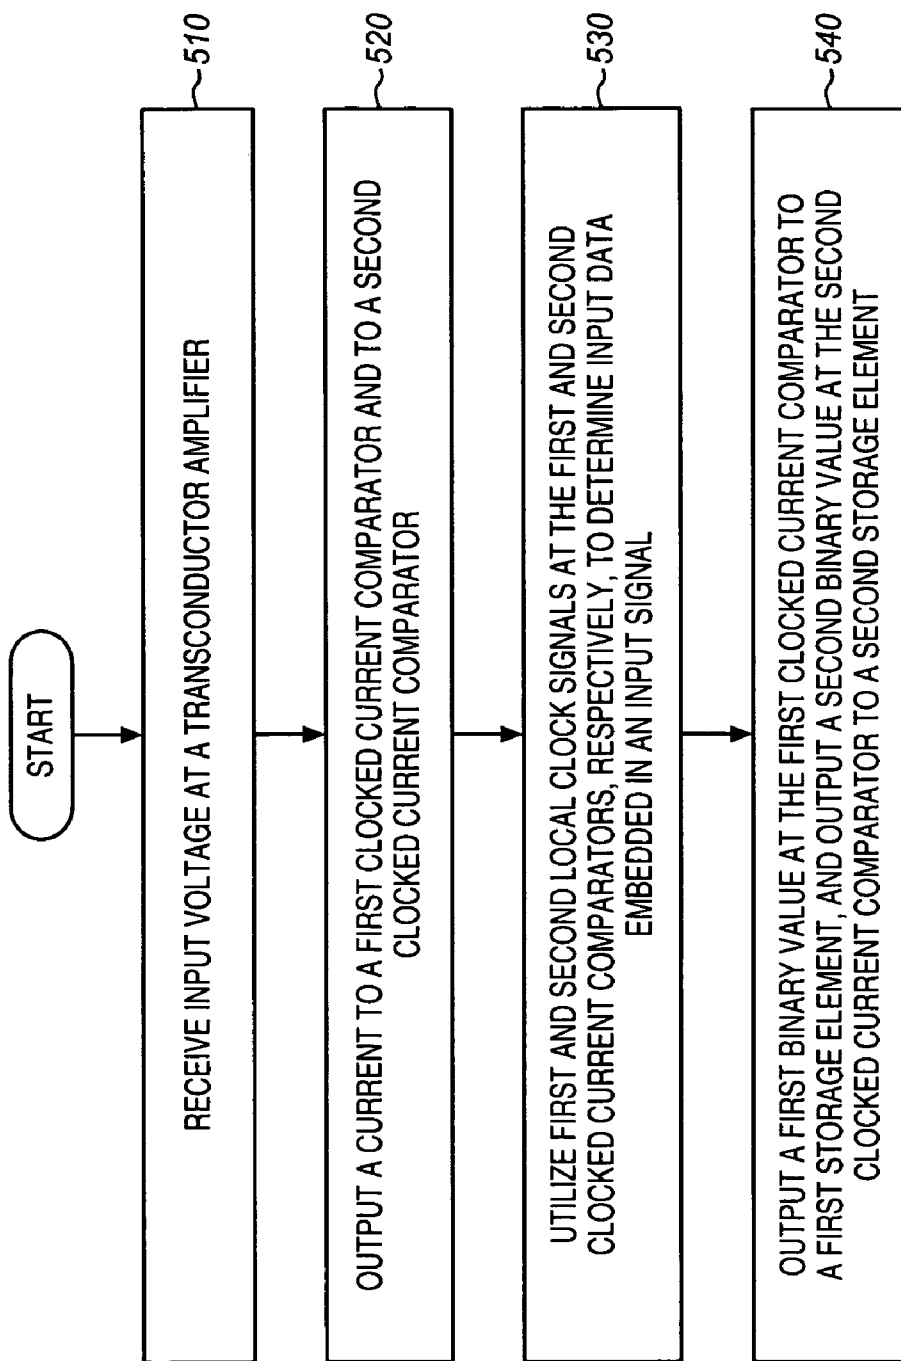 START
RECEIVE INPUT VOLTAGE AT A TRANSCONDUCTOR AMPLIFIER
510
OUTPUT A CURRENT TO A FIRST CLOCKED CURRENT COMPARATOR AND TO A SECOND
CLOCKED CURRENT COMPARATOR
520
UTILIZE FIRST AND SECOND LOCAL CLOCK SIGNALS AT THE FIRST AND SECOND
CLOCKED CURRENT COMPARATORS, RESPECTIVELY, TO DETERMINE INPUT DATA
EMBEDDED IN AN INPUT SIGNAL
530
OUTPUT A FIRST BINARY VALUE AT THE FIRST CLOCKED CURRENT COMPARATOR TO
A FIRST STORAGE ELEMENT, AND OUTPUT A SECOND BINARY VALUE AT THE SECOND
CLOCKED CURRENT COMPARATOR TO A SECOND STORAGE ELEMENT
540